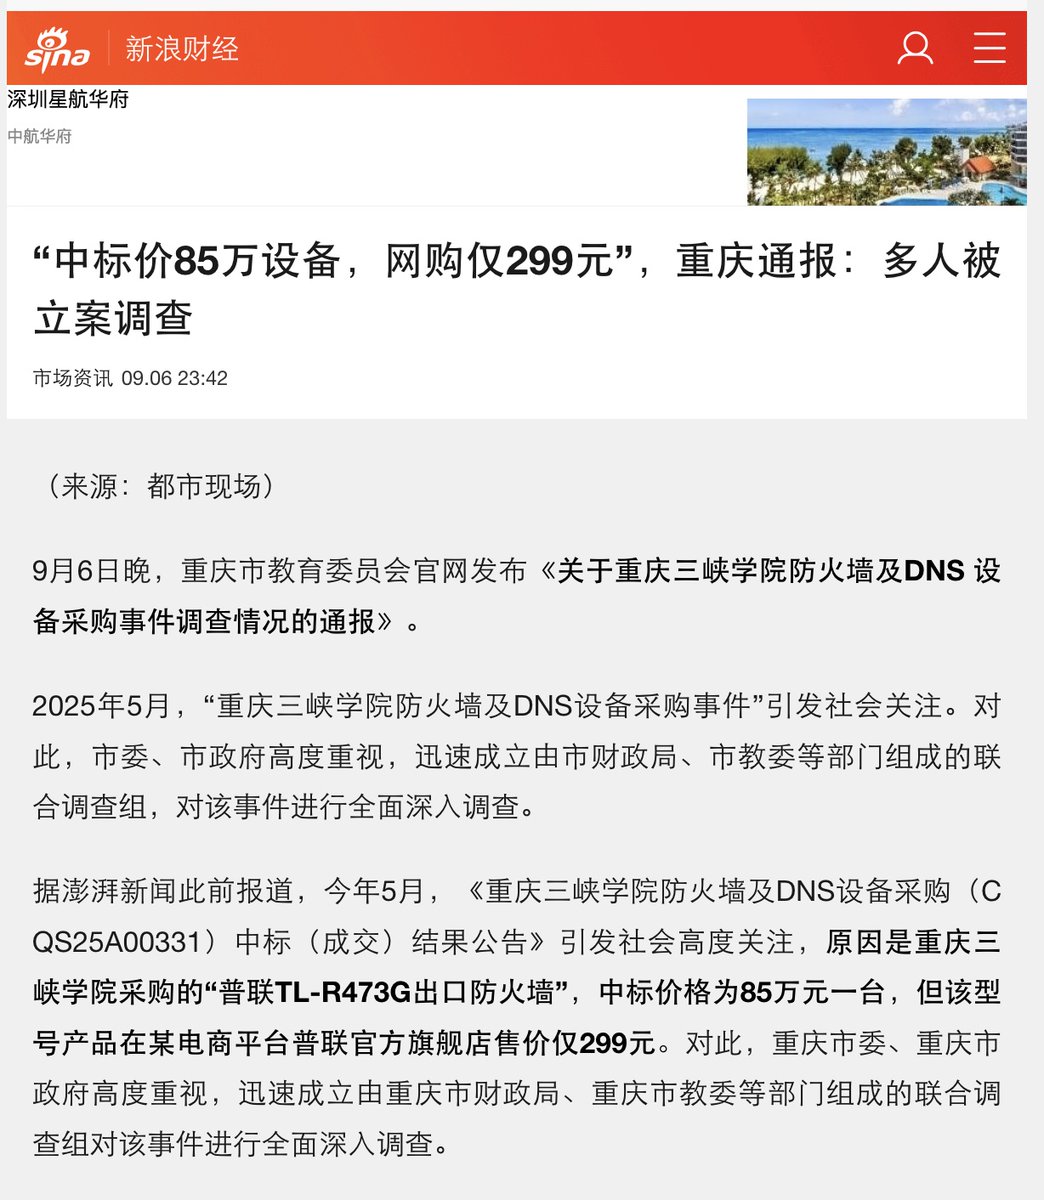 sina 新浪财经
深圳星航华府
中航华府
“中标价85万设备，网购仅299元”，重庆通报：多人被
立案调查
市场资讯 09.06 23:42
（来源：都市现场）
9月6日晚，重庆市教育委员会官网发布《关于重庆三峡学院防火墙及DNS 设
备采购事件调查情况的通报》。
2025年5月，“重庆三峡学院防火墙及DNS设备采购事件”引发社会关注。对
此，市委、市政府高度重视，迅速成立由市财政局、市教委等部门组成的联
合调查组，对该事件进行全面深入调查。
据澎湃新闻此前报道，今年5月，《重庆三峡学院防火墙及DNS设备采购（C
QS25A00331）中标（成交）结果公告》引发社会高度关注，原因是重庆三
峡学院采购的“普联TL-R473G出口防火墙”，中标价格为85万元一台，但该型
号产品在某电商平台普联官方旗舰店售价仅299元。对此，重庆市委、重庆市
政府高度重视，迅速成立由重庆市财政局、重庆市教委等部门组成的联合调
查组对该事件进行全面深入调查。